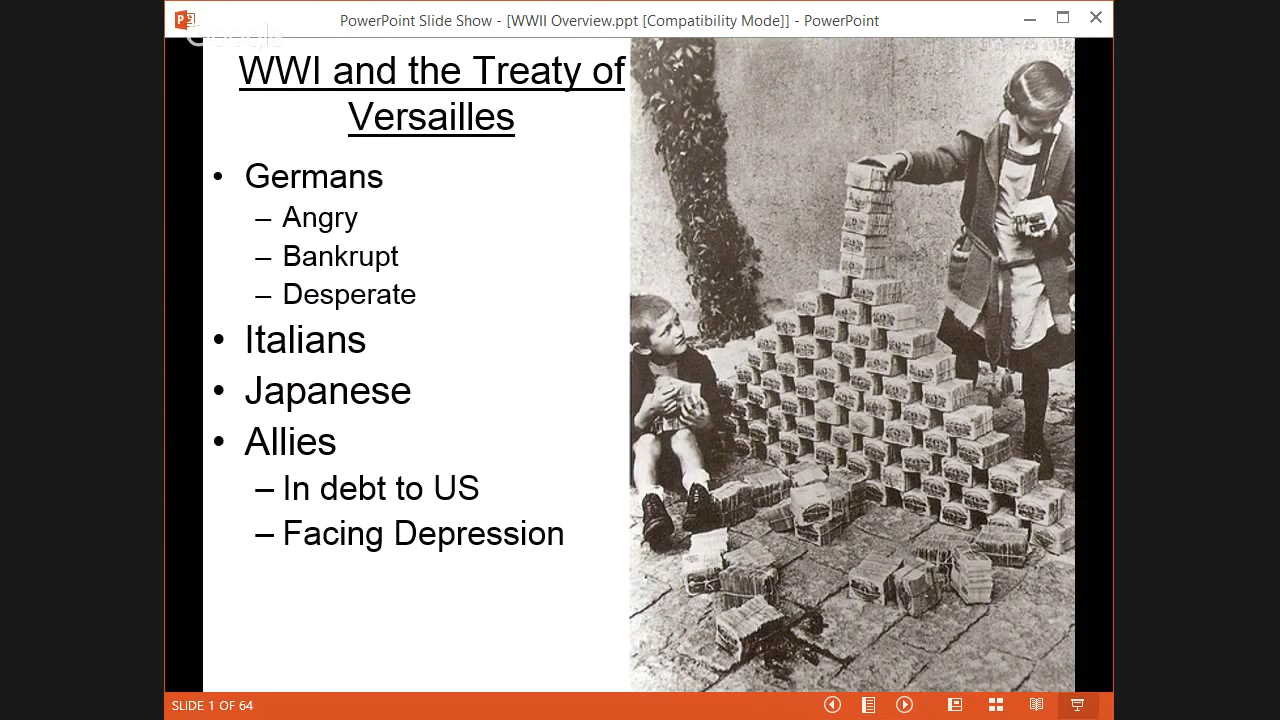 PowerPoint Slide Show - [WWII Overview.ppt [Compatibility Mode]] - PowerPoint
Google
WWI and the Treaty of
Versailles
• Germans
– Angry
– Bankrupt
– Desperate
• Italians
• Japanese
• Allies
– In debt to US
– Facing Depression
SLIDE 1 OF 64